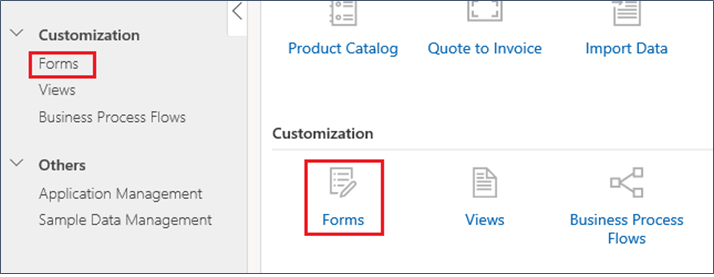 Customization
Forms
Views
Business Process Flows
Others
Application Management
Sample Data Management
Product Catalog
Quote to Invoice
Import Data
Customization
Forms
Views
Business Process
Flows